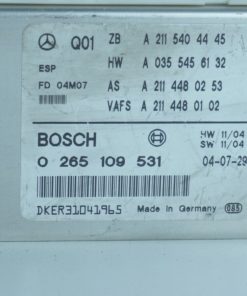 Q01 ZB A 211 540 44 45
ESP HW A 035 545 61 32
FD 04M07 AS A 211 448 02 53
VAFS A 211 448 01 02
BOSCH HW 11/04
SW 11/04
0 265 109 531 04-07-29
DKER31041965 Made in Germany 085